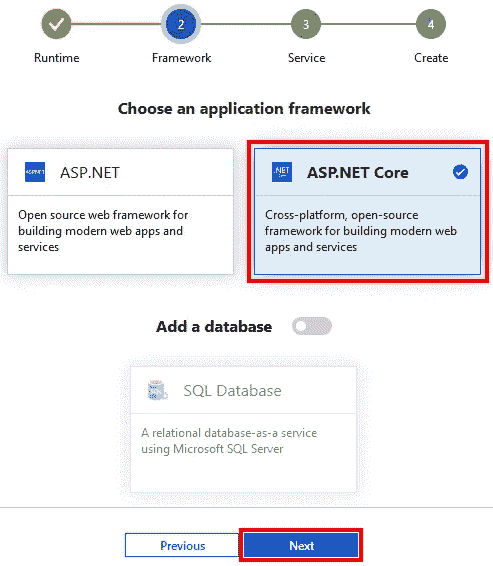 2
3
4
Runtime
Framework
Service
Create
Choose an application framework
ASP.NET
ASP.NET
Open source web framework for
building modern web apps and
services
.NET
ASP.NET Core
Cross-platform, open-source
framework for building modern web
apps and services
Add a database
SQL Database
A relational database-as-a service
using Microsoft SQL Server
Previous
Next